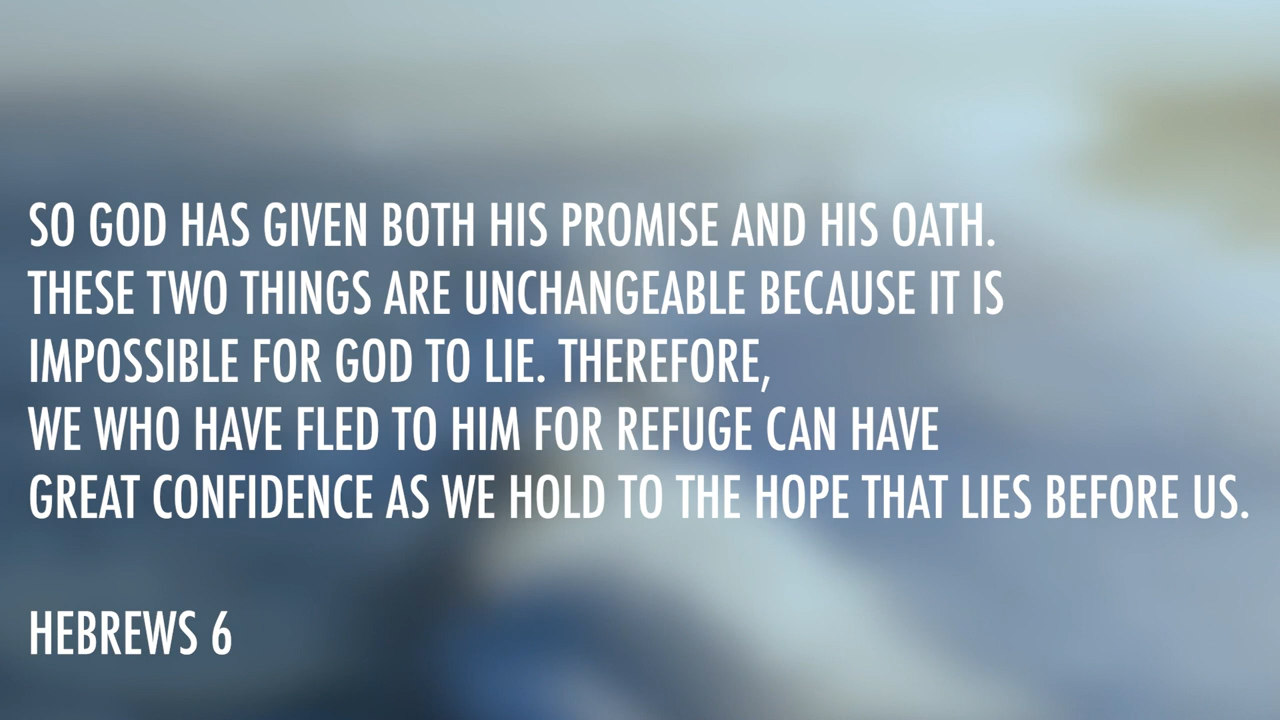 SO GOD HAS GIVEN BOTH HIS PROMISE AND HIS OATH.
THESE TWO THINGS ARE UNCHANGEABLE BECAUSE IT IS
IMPOSSIBLE FOR GOD TO LIE. THEREFORE,
WE WHO HAVE FLED TO HIM FOR REFUGE CAN HAVE
GREAT CONFIDENCE AS WE HOLD TO THE HOPE THAT LIES BEFORE US.
HEBREWS 6